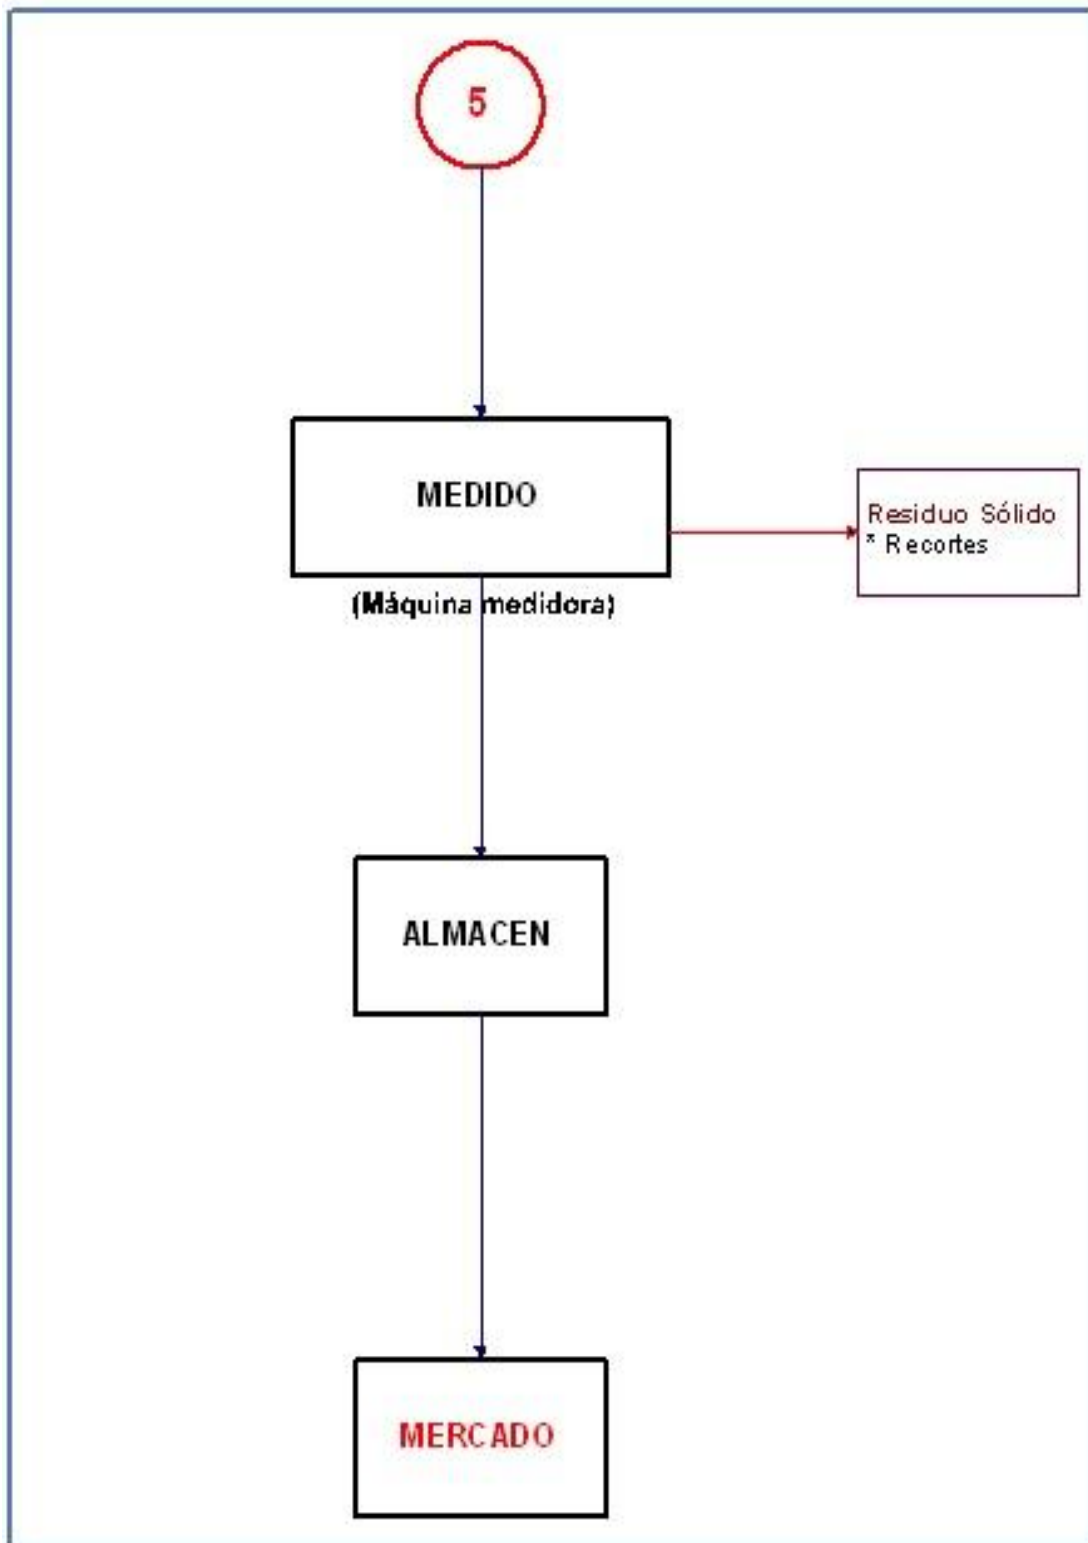 5
MEDIDO
Residuo Sólido
* Recortes
(Máquina medidora)
ALMACEN
MERCADO